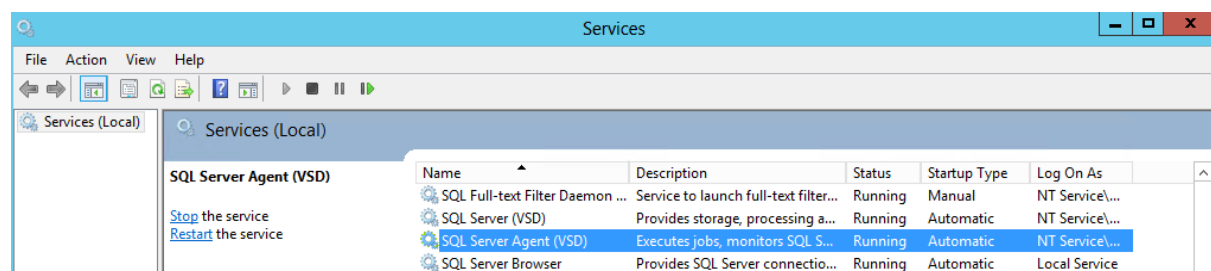 Services
File Action View Help
Services (Local)
Services (Local)
SQL Server Agent (VSD)
Stop the service
Restart the service
Name Description Status Startup Type Log On As
SQL Full-text Filter Daemon ... Service to launch full-text filter... Running Manual NT Service\...
SQL Server (VSD) Provides storage, processing a... Running Automatic NT Service\...
SQL Server Agent (VSD) Executes jobs, monitors SQL S... Running Automatic NT Service\...
SQL Server Browser Provides SQL Server connectio... Running Automatic Local Service